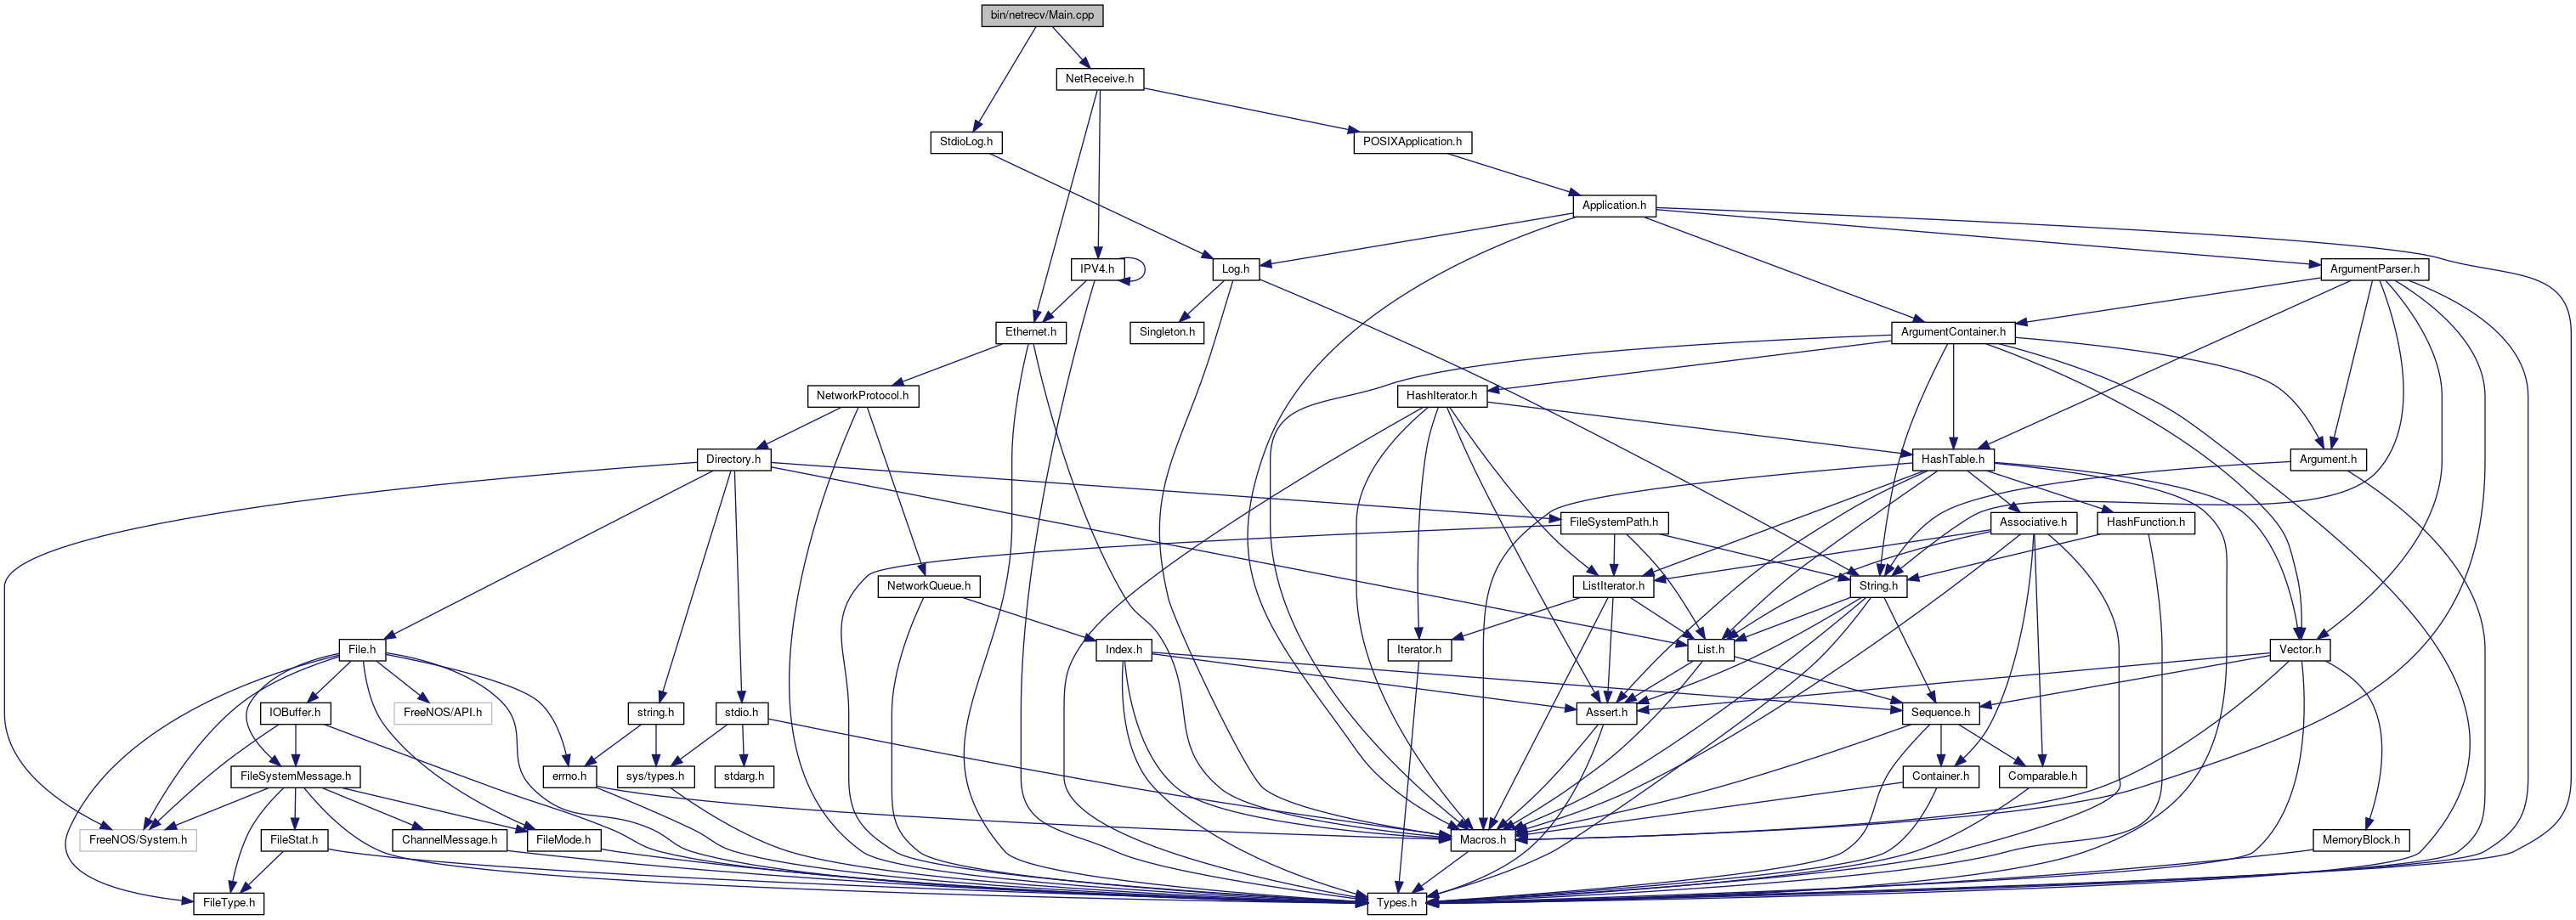 bin/netrecv/Main.cpp
NetReceive.h
StdioLog.h
POSIXApplication.h
Application.h
IPV4.h
Log.h
ArgumentParser.h
Ethernet.h
Singleton.h
ArgumentContainer.h
NetworkProtocol.h
HashIterator.h
Directory.h
HashTable.h
Argument.h
FileSystemPath.h
Associative.h
HashFunction.h
NetworkQueue.h
ListIterator.h
String.h
File.h
Index.h
Iterator.h
List.h
Vector.h
IOBuffer.h
FreeNOS/API.h
string.h
stdio.h
Assert.h
Sequence.h
FileSystemMessage.h
errno.h
sys/types.h
stdarg.h
Container.h
Comparable.h
FreeNOS/System.h
FileStat.h
ChannelMessage.h
FileMode.h
Macros.h
MemoryBlock.h
FileType.h
Types.h